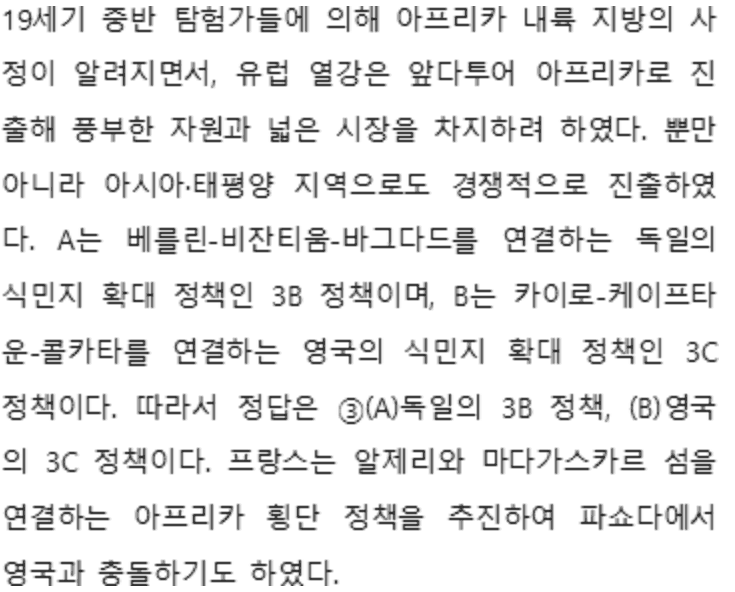 19세기 중반 탐험가들에 의해 아프리카 내륙 지방의 사
정이 알려지면서, 유럽 열강은 앞다투어 아프리카로 진
출해 풍부한 자원과 넓은 시장을 차지하려 하였다. 뿐만
아니라 아시아·태평양 지역으로도 경쟁적으로 진출하였
다. A는 베를린-비잔티움-바그다드를 연결하는 독일의
식민지 확대 정책인 3B 정책이며, B는 카이로-케이프타
운-콜카타를 연결하는 영국의 식민지 확대 정책인 3C
정책이다. 따라서 정답은 ③(A)독일의 3B 정책, (B)영국
의 3C 정책이다. 프랑스는 알제리와 마다가스카르 섬을
연결하는 아프리카 횡단 정책을 추진하여 파쇼다에서
영국과 충돌하기도 하였다.